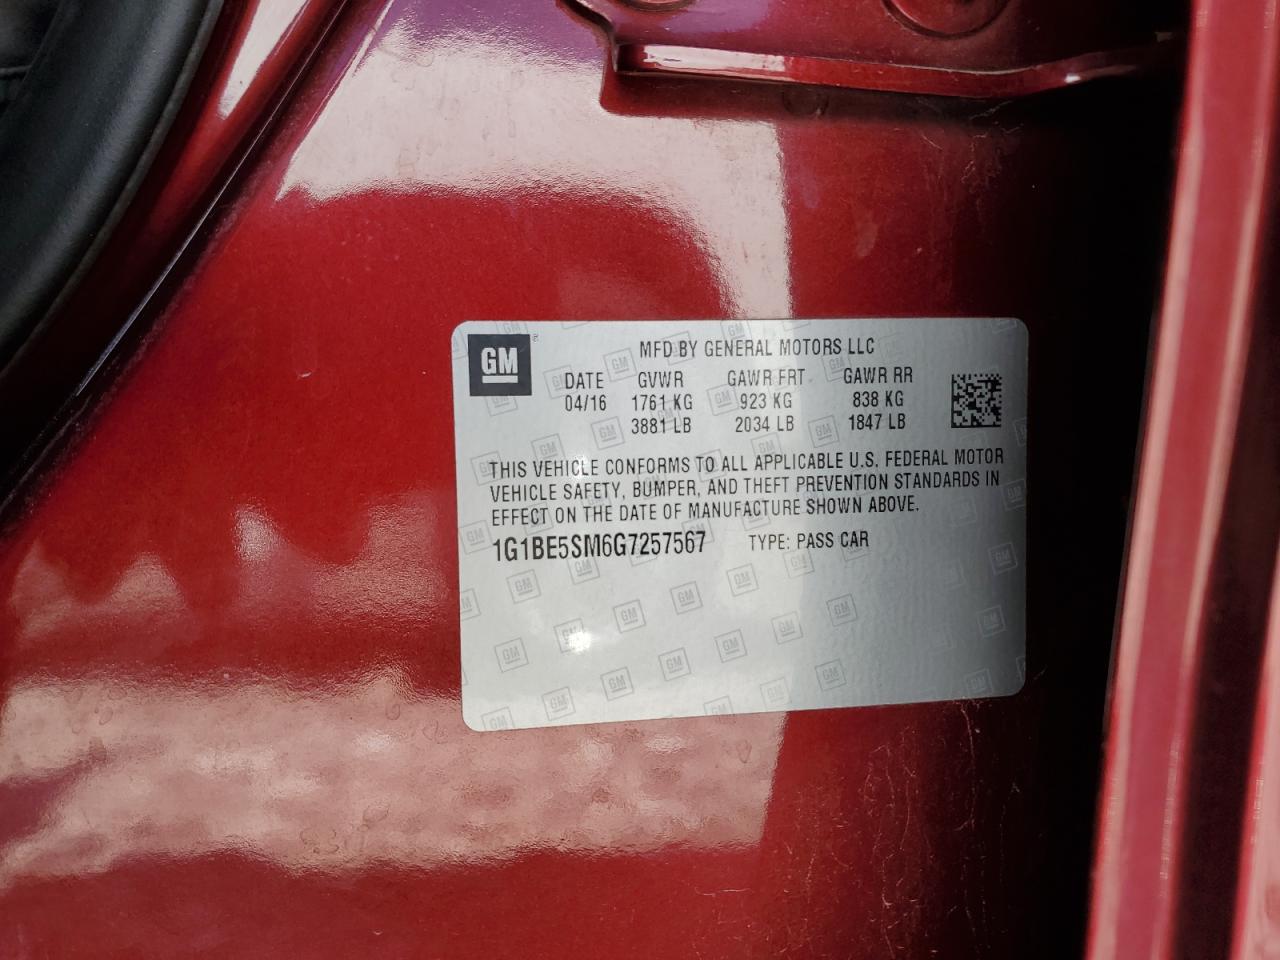 GM
MFD BY GENERAL MOTORS LLC
DATE GVWR GAWR FRT GAWR RR
04/16 1761 KG 923 KG 838 KG
3881 LB 2034 LB 1847 LB
THIS VEHICLE CONFORMS TO ALL APPLICABLE U.S. FEDERAL MOTOR
VEHICLE SAFETY, BUMPER, AND THEFT PREVENTION STANDARDS IN
EFFECT ON THE DATE OF MANUFACTURE SHOWN ABOVE.
1G1BE5SM6G7257567 TYPE: PASS CAR